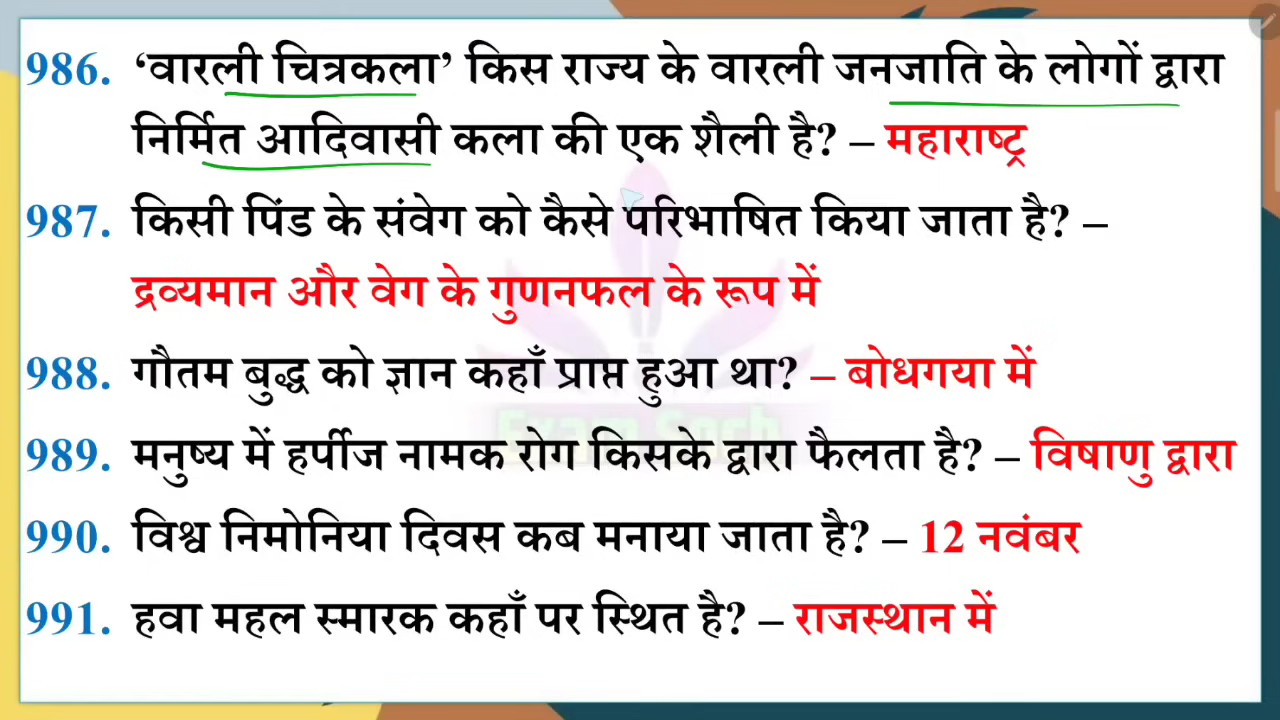 986. ‘वारली चित्रकला’ किस राज्य के वारली जनजाति के लोगों द्वारा
निर्मित आदिवासी कला की एक शैली है? – महाराष्ट्र
987. किसी पिंड के संवेग को कैसे परिभाषित किया जाता है? –
द्रव्यमान और वेग के गुणनफल के रूप में
988. गौतम बुद्ध को ज्ञान कहाँ प्राप्त हुआ था? – बोधगया में
989. मनुष्य में हर्पीज नामक रोग किसके द्वारा फैलता है? – विषाणु द्वारा
990. विश्व निमोनिया दिवस कब मनाया जाता है? – 12 नवंबर
991. हवा महल स्मारक कहाँ पर स्थित है? – राजस्थान में